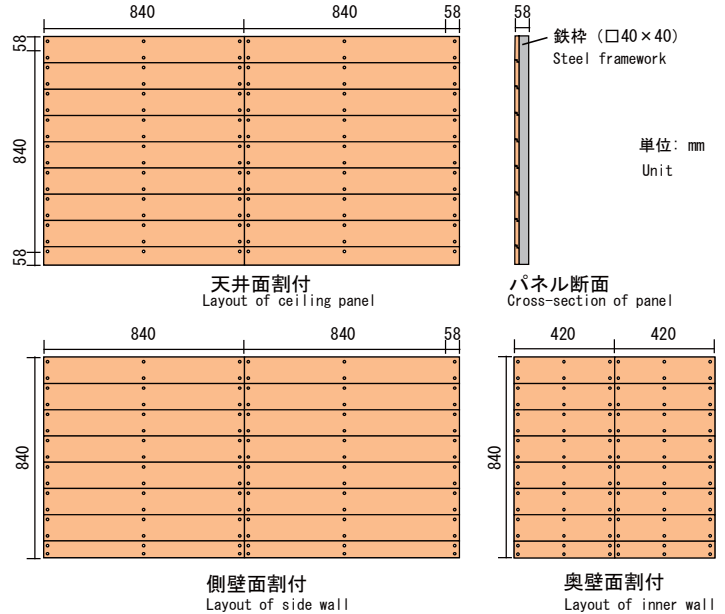 840 840 58 58
58
鉄枠（口40×40）
Steel framework
840
単位: mm
Unit
58
天井面割付
Layout of ceiling panel
パネル断面
Cross-section of panel
840 840 58 420 420
840 840
側壁面割付
Layout of side wall
奥壁面割付
Layout of inner wall